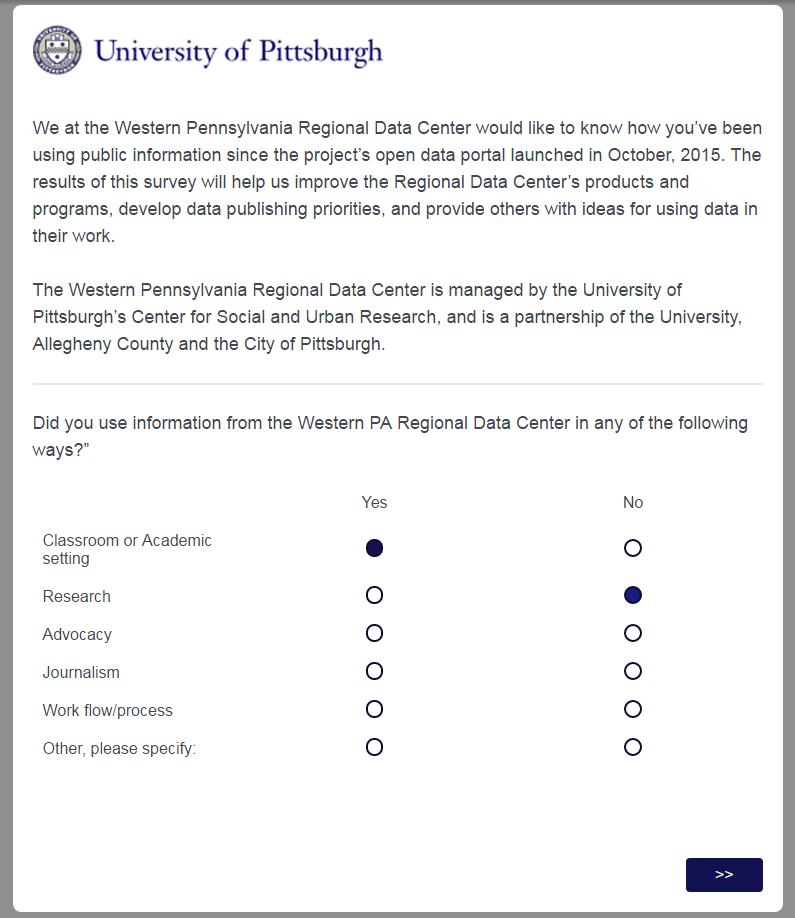 University of Pittsburgh
We at the Western Pennsylvania Regional Data Center would like to know how you’ve been
using public information since the project’s open data portal launched in October, 2015. The
results of this survey will help us improve the Regional Data Center’s products and
programs, develop data publishing priorities, and provide others with ideas for using data in
their work.
The Western Pennsylvania Regional Data Center is managed by the University of
Pittsburgh’s Center for Social and Urban Research, and is a partnership of the University,
Allegheny County and the City of Pittsburgh.
Did you use information from the Western PA Regional Data Center in any of the following
ways?”
Yes No
Classroom or Academic
setting
Research
Advocacy
Journalism
Work flow/process
Other, please specify:
>>